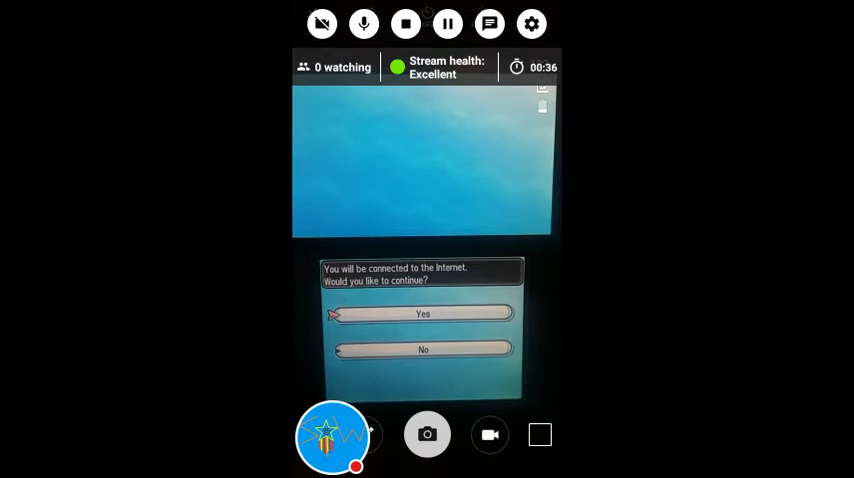 0 watching
Stream health:
Excellent
00:36
You will be connected to the Internet.
Would you like to continue?
Yes
No